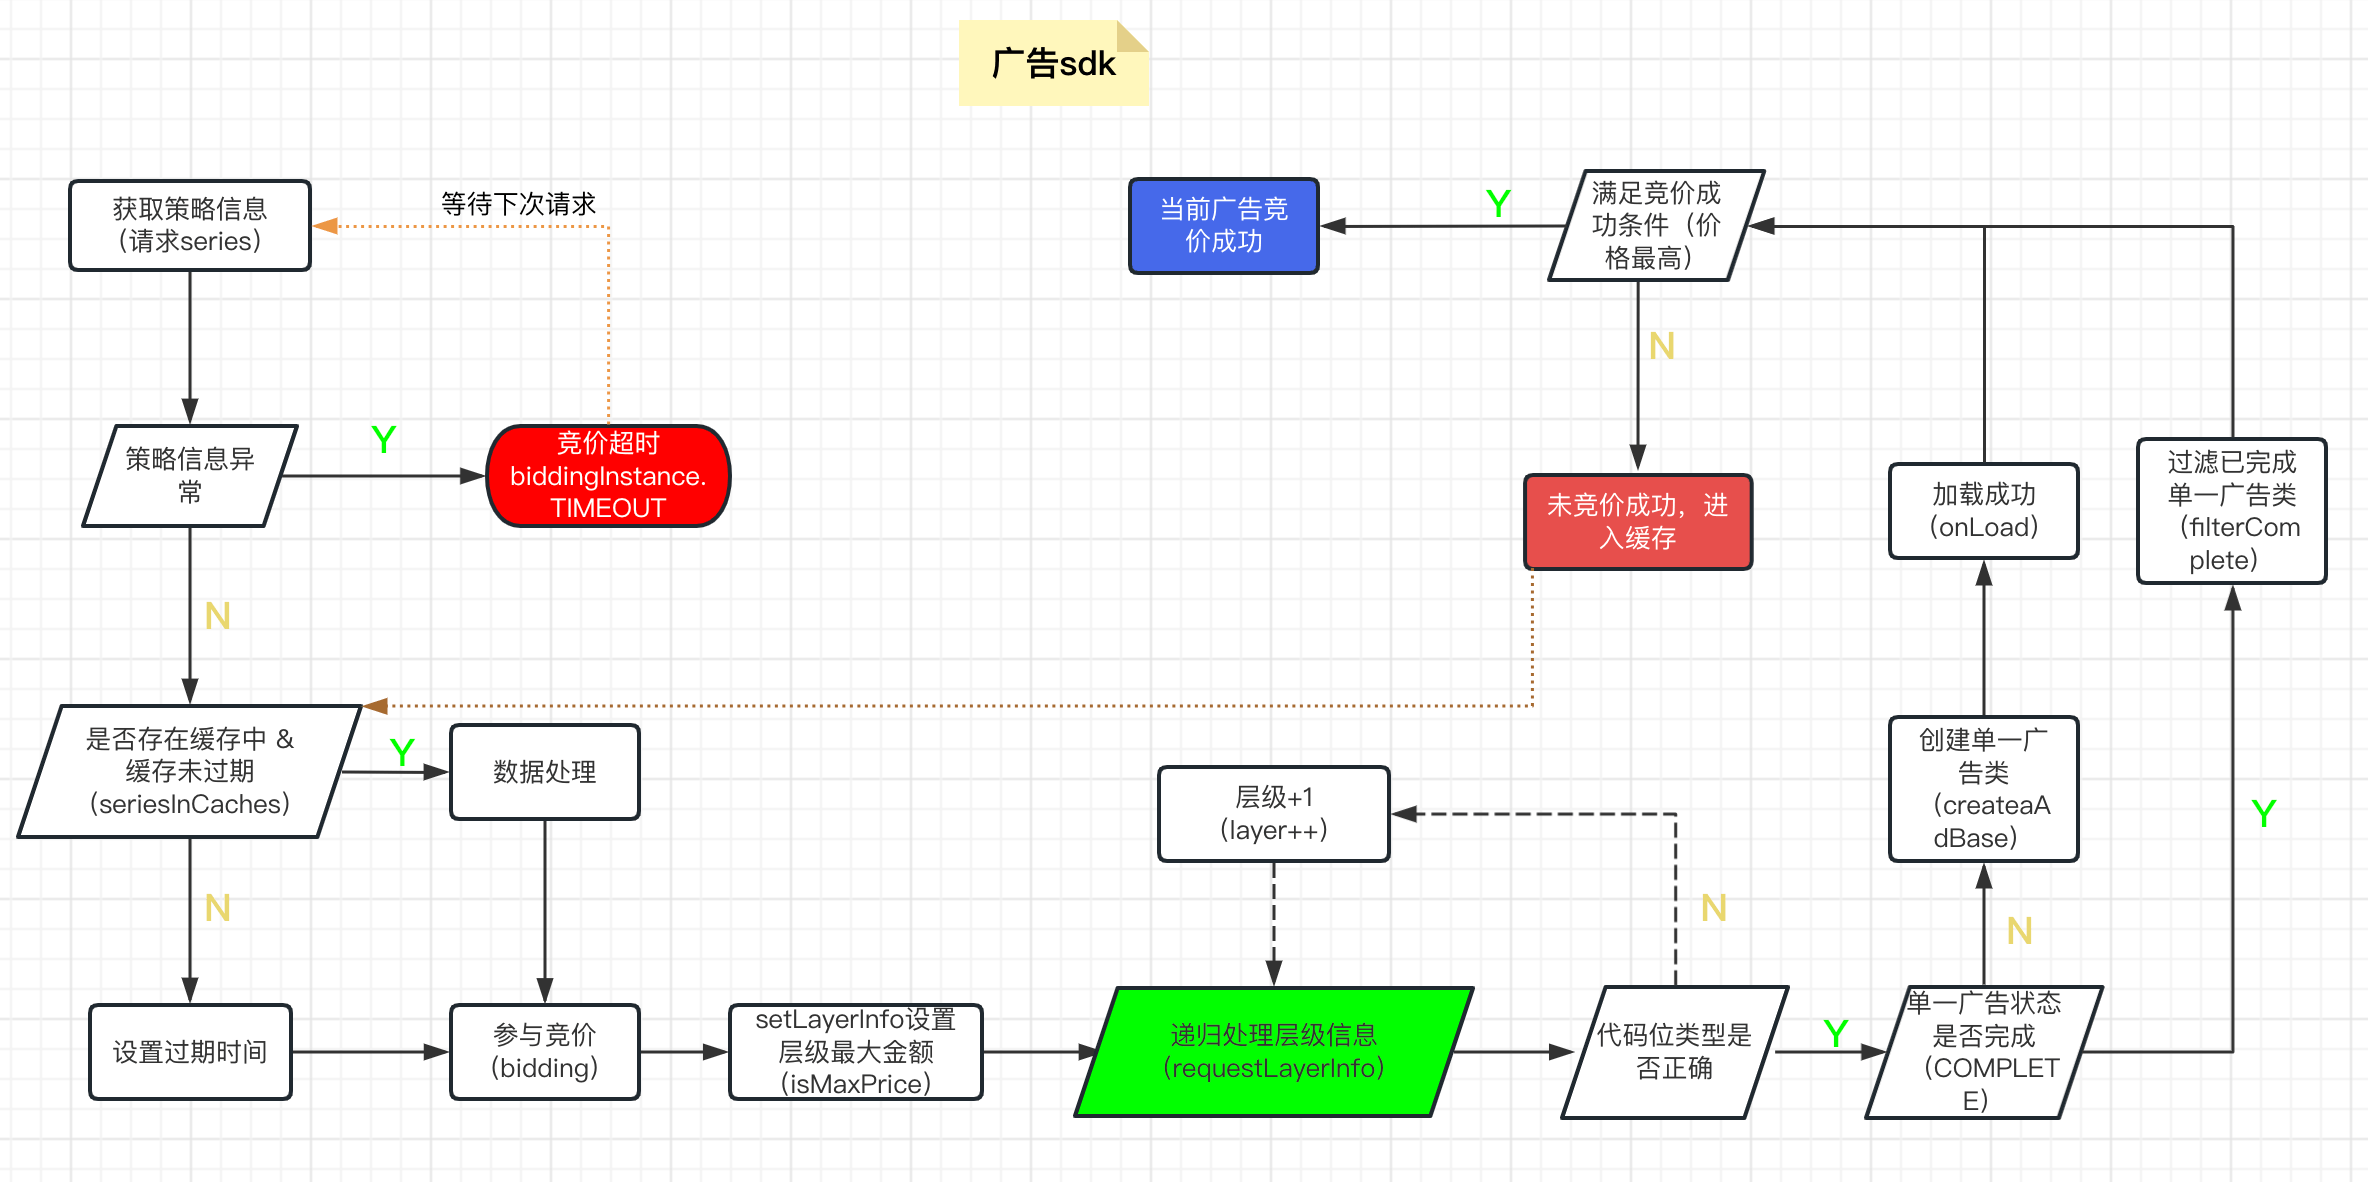 广告sdk
获取策略信息
（请求series）
等待下次请求
策略信息异
常
Y
竞价超时
biddingInstance.
TIMEOUT
N
是否存在缓存中 &
缓存未过期
（seriesInCaches）
Y
数据处理
N
设置过期时间
参与竞价
(bidding)
setLayerInfo设置
层级最大金额
（isMaxPrice）
层级+1
（layer++）
递归处理层级信息
（requestLayerInfo）
代码位类型是
否正确
N
Y
单一广告状态
是否完成
（COMPLET
E）
N
创建单一广
告类
（createaA
dBase）
加载成功
（onLoad）
Y
过滤已完成
单一广告类
（filterCom
plete）
满足竞价成
功条件（价
格最高）
Y
当前广告竞
价成功
N
未竞价成功，进
入缓存